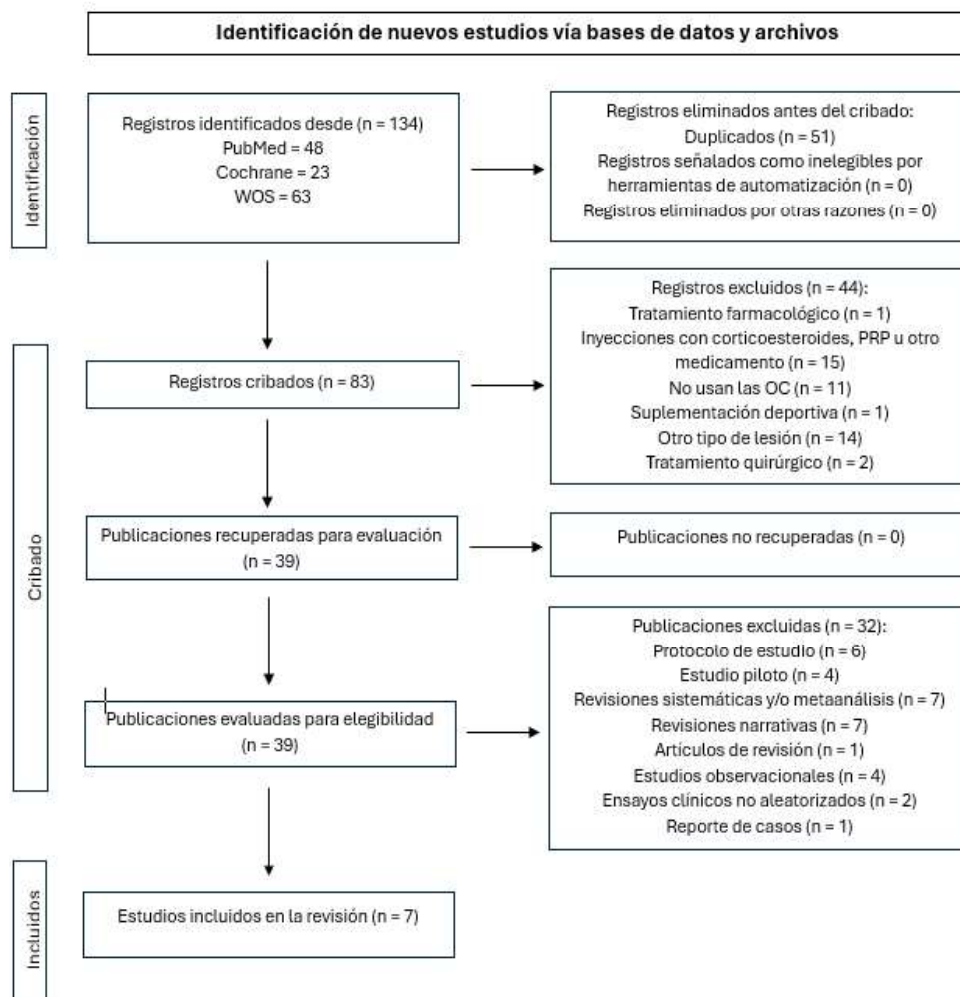 Identificación de nuevos estudios vía bases de datos y archivos
Identificación
Registros identificados desde (n = 134)
PubMed = 48
Cochrane = 23
WOS = 63
Registros eliminados antes del cribado:
Duplicados (n = 51)
Registros señalados como inelegibles por
herramientas de automatización (n = 0)
Registros eliminados por otras razones (n = 0)
Cribado
Registros cribados (n = 83)
Registros excluidos (n = 44):
Tratamiento farmacológico (n = 1)
Inyecciones con corticoesteroides, PRP u otro
medicamento (n = 15)
No usan las OC (n = 11)
Suplementación deportiva (n = 1)
Otro tipo de lesión (n = 14)
Tratamiento quirúrgico (n = 2)
Publicaciones recuperadas para evaluación
(n = 39)
Publicaciones no recuperadas (n = 0)
Publicaciones evaluadas para elegibilidad
(n = 39)
Publicaciones excluidas (n = 32):
Protocolo de estudio (n = 6)
Estudio piloto (n = 4)
Revisiones sistemáticas y/o metaanálisis (n = 7)
Revisiones narrativas (n = 7)
Artículos de revisión (n = 1)
Estudios observacionales (n = 4)
Ensayos clínicos no aleatorizados (n = 2)
Reporte de casos (n = 1)
Incluidos
Estudios incluidos en la revisión (n = 7)